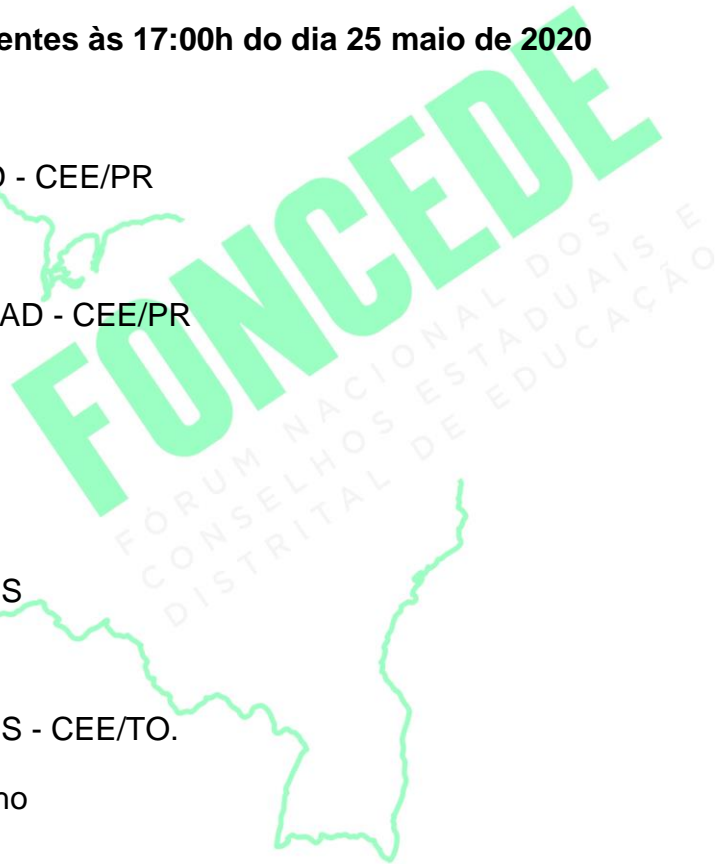 entes às 17:00h do dia 25 maio de 2020
- CEE/PR
AD - CEE/PR
S
S - CEE/TO.
no
FONCEDE
FÓRUM NACIONAL DOS
CONSELHOS ESTADUAIS E
DISTRITAL DE EDUCAÇÃO